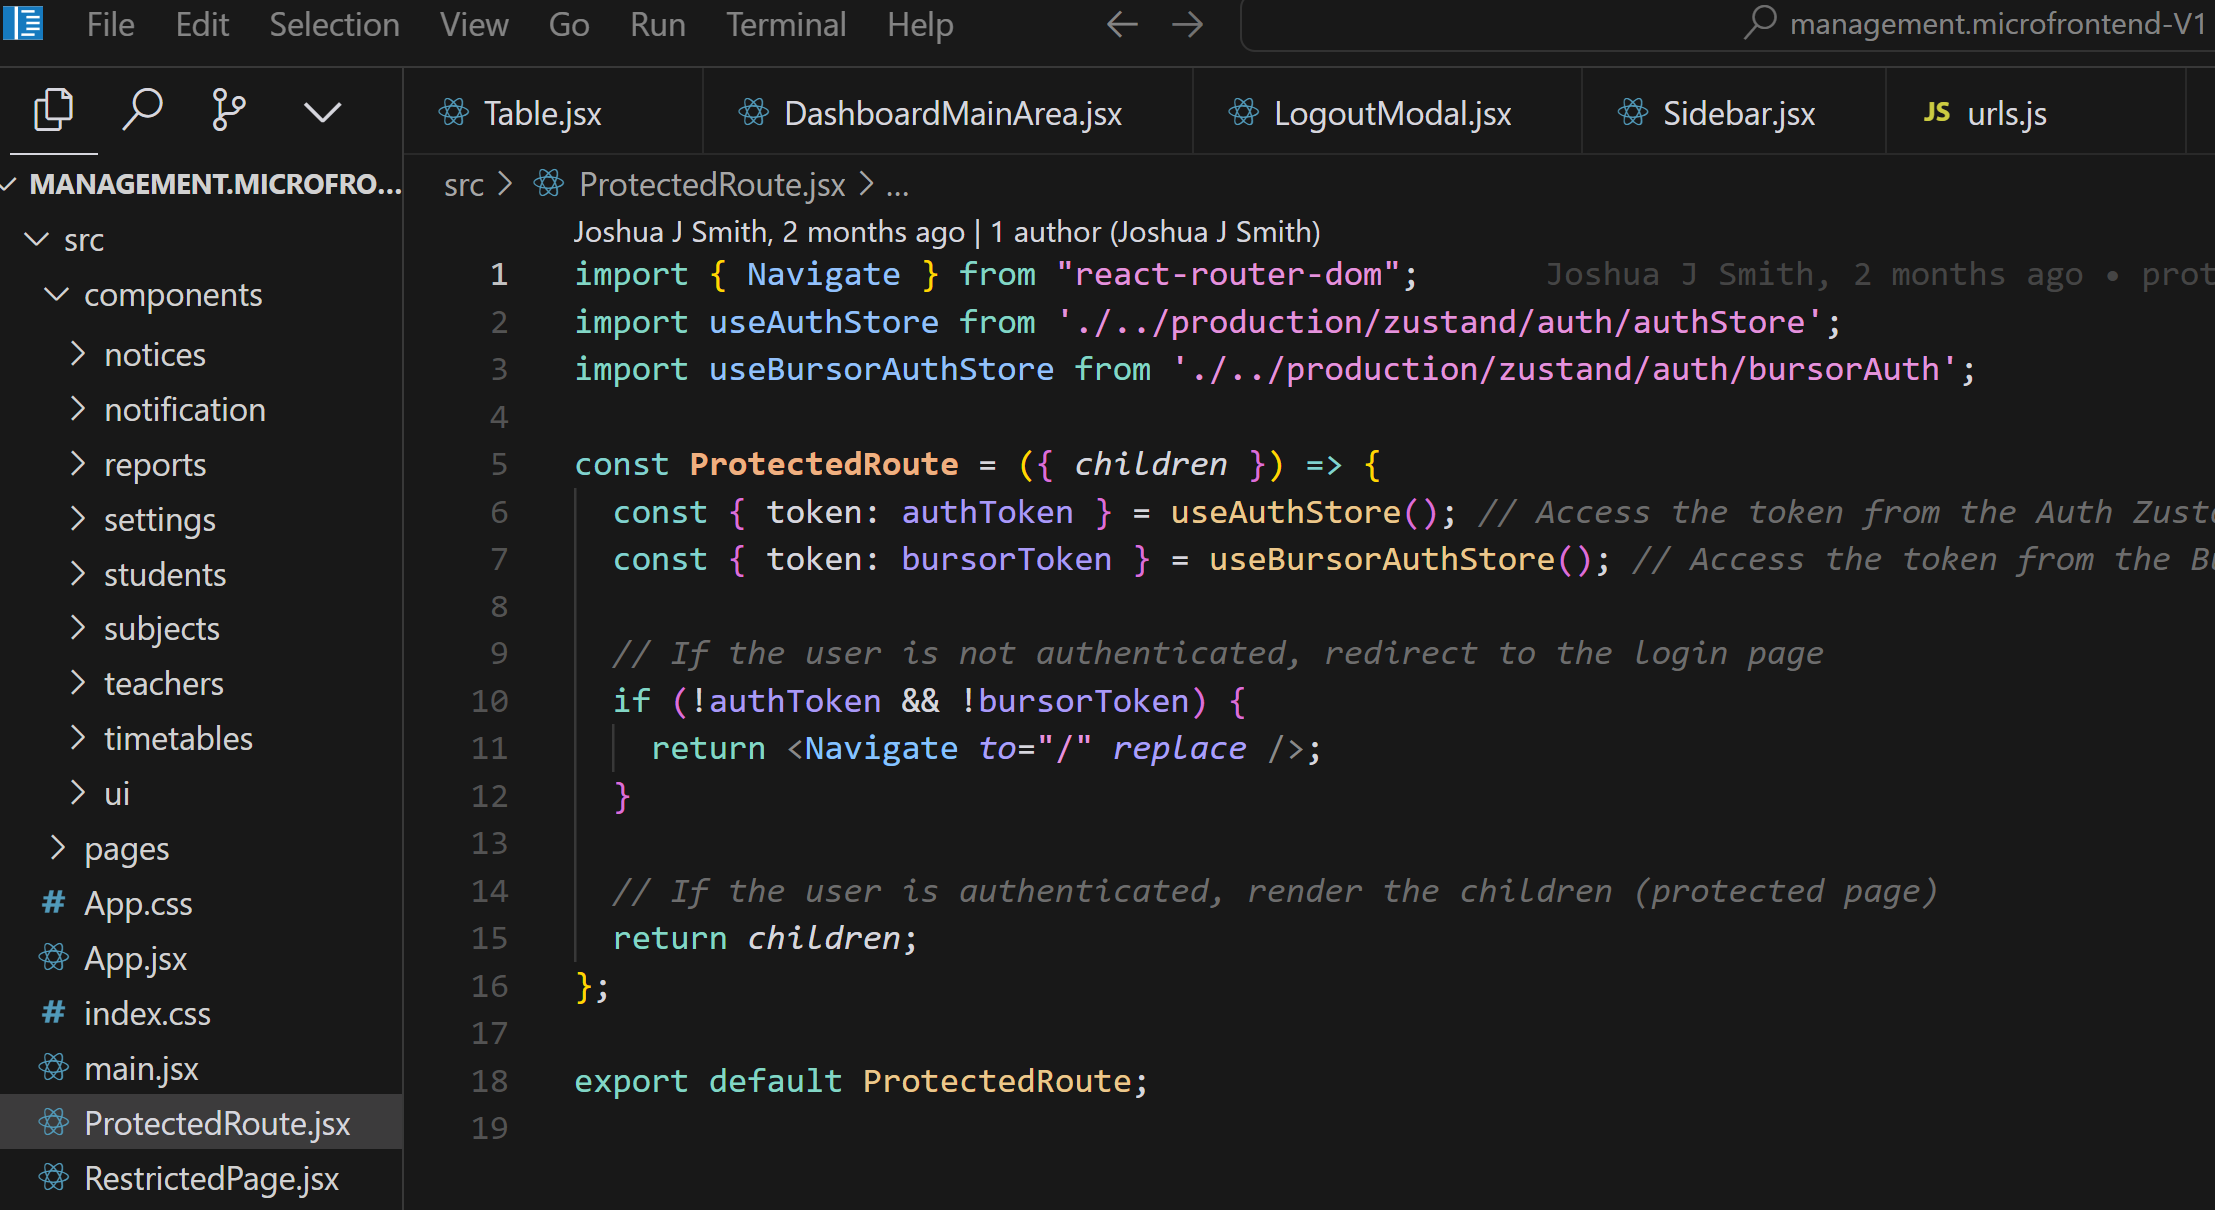 File Edit Selection View Go Run Terminal Help management.microfrontend-V1
Table.jsx DashboardMainArea.jsx LogoutModal.jsx Sidebar.jsx JS urls.js
MANAGEMENT.MICROFRO...
src
components
notices
notification
reports
settings
students
subjects
teachers
timetables
ui
pages
# App.css
App.jsx
# index.css
main.jsx
ProtectedRoute.jsx
RestrictedPage.jsx
src > ProtectedRoute.jsx > ...
Joshua J Smith, 2 months ago | 1 author (Joshua J Smith)
1 import { Navigate } from "react-router-dom"; Joshua J Smith, 2 months ago • prot
2 import useAuthStore from './../production/zustand/auth/authStore';
3 import useBursorAuthStore from './../production/zustand/auth/bursorAuth';
4
5 const ProtectedRoute = ({ children }) => {
6 const { token: authToken } = useAuthStore(); // Access the token from the Auth Zust
7 const { token: bursorToken } = useBursorAuthStore(); // Access the token from the B
8
9 // If the user is not authenticated, redirect to the login page
10 if (!authToken && !bursorToken) {
11 return <Navigate to="/" replace />;
12 }
13
14 // If the user is authenticated, render the children (protected page)
15 return children;
16 };
17
18 export default ProtectedRoute;
19